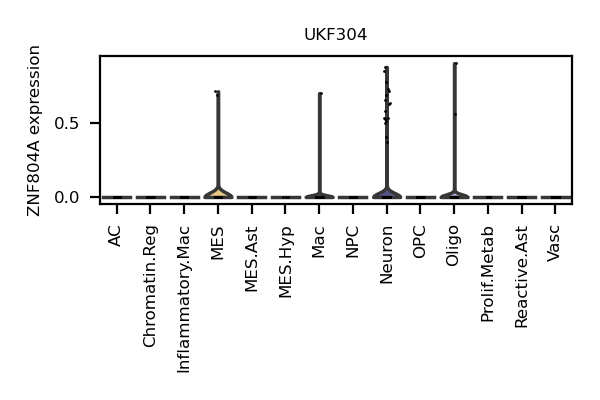 UKF304
ZNF804A expression
0.5
0.0
AC
Chromatin.Reg
Inflammatory.Mac
MES
MES.Ast
MES.Hyp
Mac
NPC
Neuron
OPC
Oligo
Prolif.Metab
Reactive.Ast
Vasc